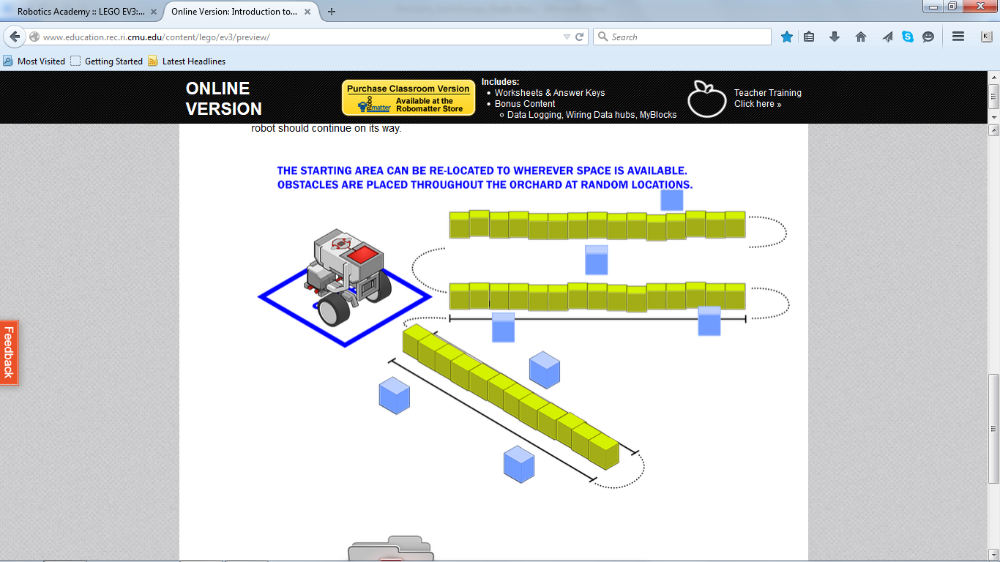 Robotics Academy :: LEGO EV3:...
Online Version: Introduction to...
www.education.rec.ri.cmu.edu/content/lego/ev3/preview/
Search
K
Most Visited
Getting Started
Latest Headlines
ONLINE
VERSION
Purchase Classroom Version
Available at the
Robomatter Store
Includes:
Worksheets & Answer Keys
Bonus Content
Data Logging, Wiring Data hubs, MyBlocks
Teacher Training
Click here »
robot should continue on its way.
THE STARTING AREA CAN BE RE-LOCATED TO WHEREVER SPACE IS AVAILABLE.
OBSTACLES ARE PLACED THROUGHOUT THE ORCHARD AT RANDOM LOCATIONS.
Feedback